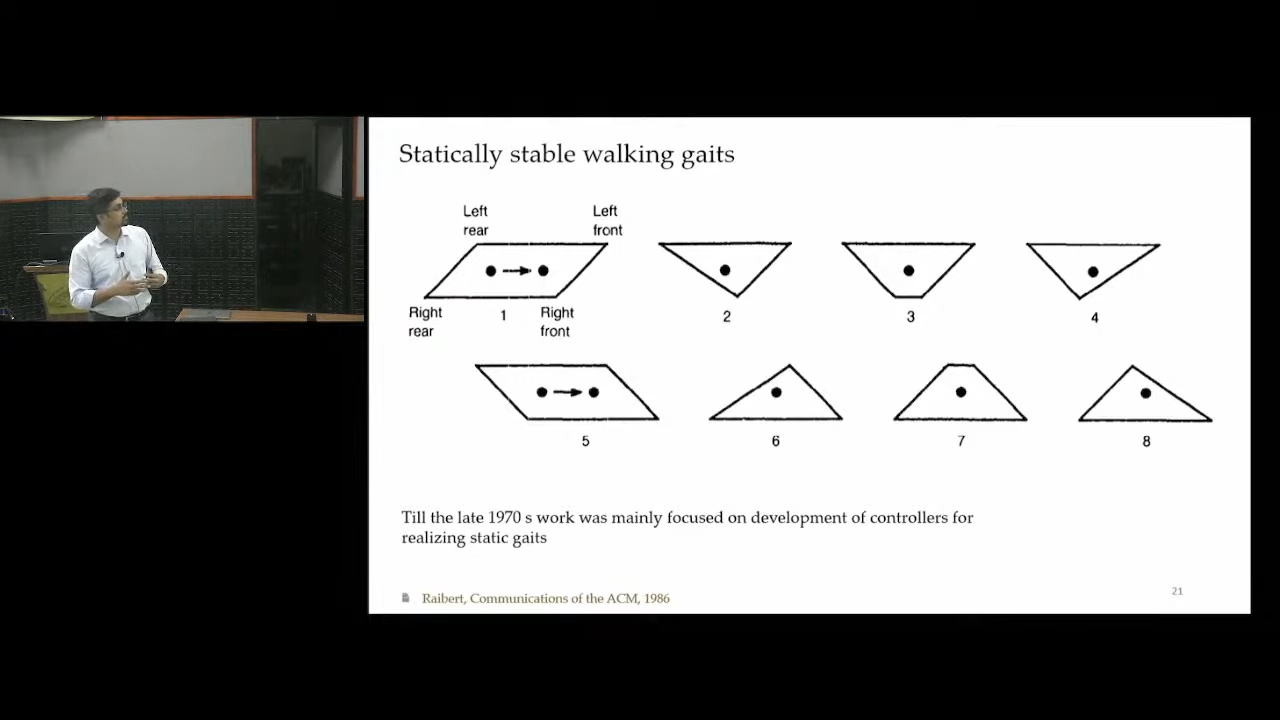 Statically stable walking gaits
Left
rear
Left
front
Right
rear
1
Right
front
2
3
4
5
6
7
8
Till the late 1970 s work was mainly focused on development of controllers for
realizing static gaits
Raibert, Communications of the ACM, 1986
21